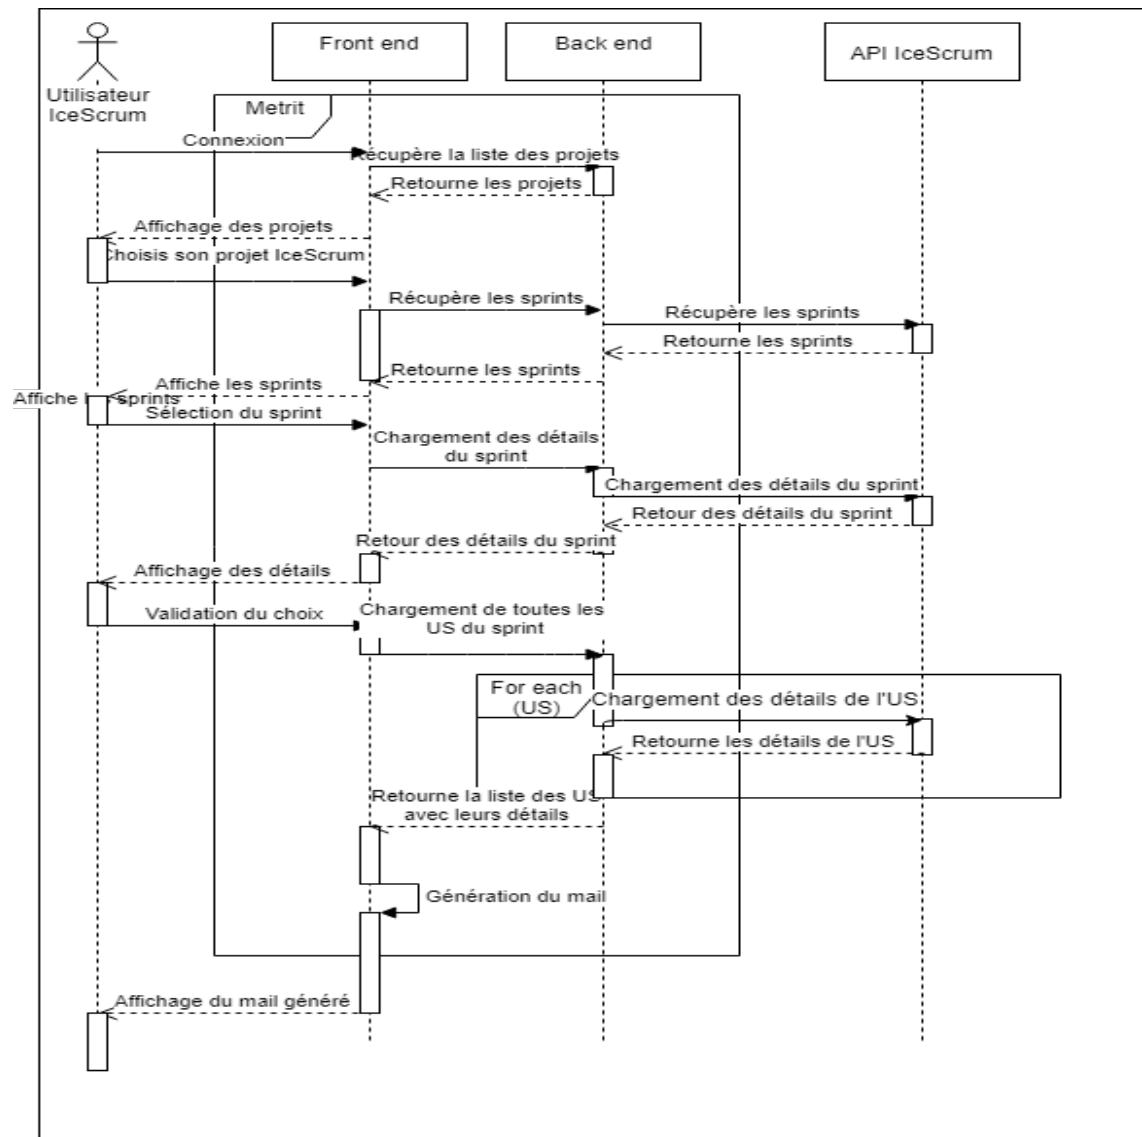 Front end
Back end
API IceScrum
Utilisateur
IceScrum
Metrit
Connexion
Récupère la liste des projets
Retourne les projets
Affichage des projets
Choisis son projet IceScrum
Récupère les sprints
Récupère les sprints
Retourne les sprints
Retourne les sprints
Affiche les sprints
Affiche les sprints
Sélection du sprint
Chargement des détails
du sprint
Chargement des détails du sprint
Retour des détails du sprint
Retour des détails du sprint
Affichage des détails
Validation du choix
Chargement de toutes les
US du sprint
For each
(US)
Chargement des détails de l'US
Retourne les détails de l'US
Retourne la liste des US
avec leurs détails
Génération du mail
Affichage du mail généré